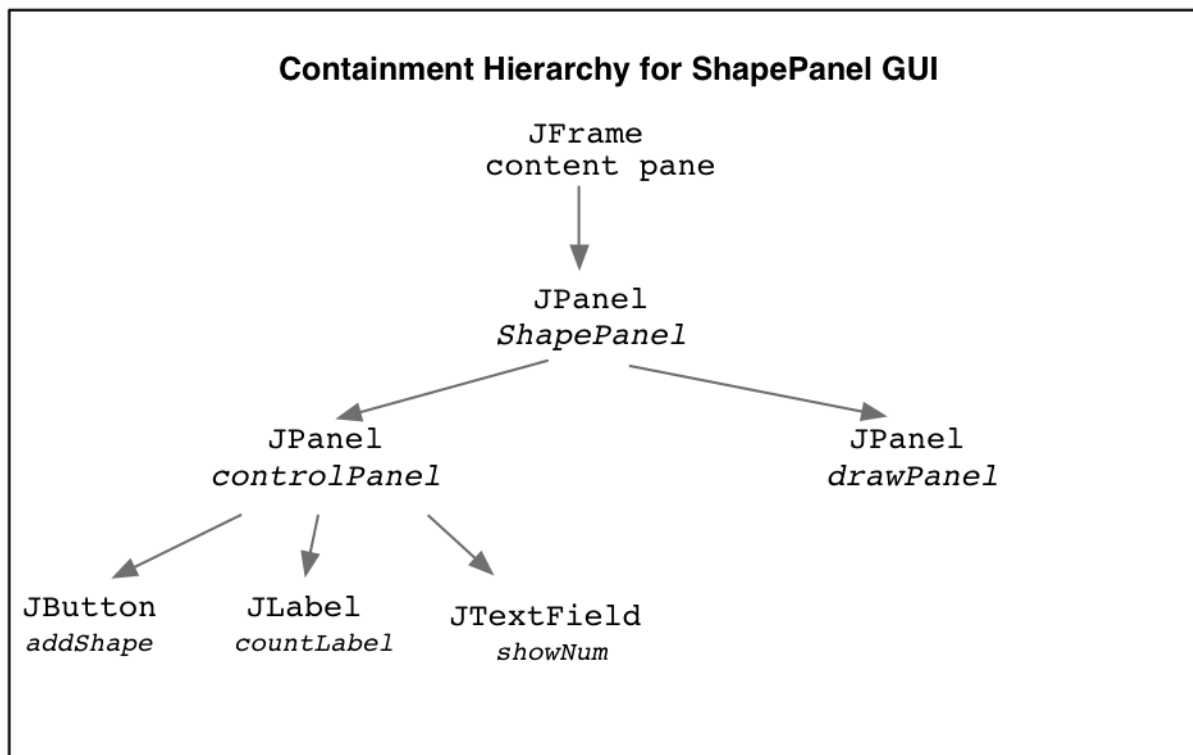 Containment Hierarchy for ShapePanel GUI
JFrame
content pane
JPanel
ShapePanel
JPanel
controlPanel
JPanel
drawPanel
JButton
addShape
JLabel
countLabel
JTextField
showNum